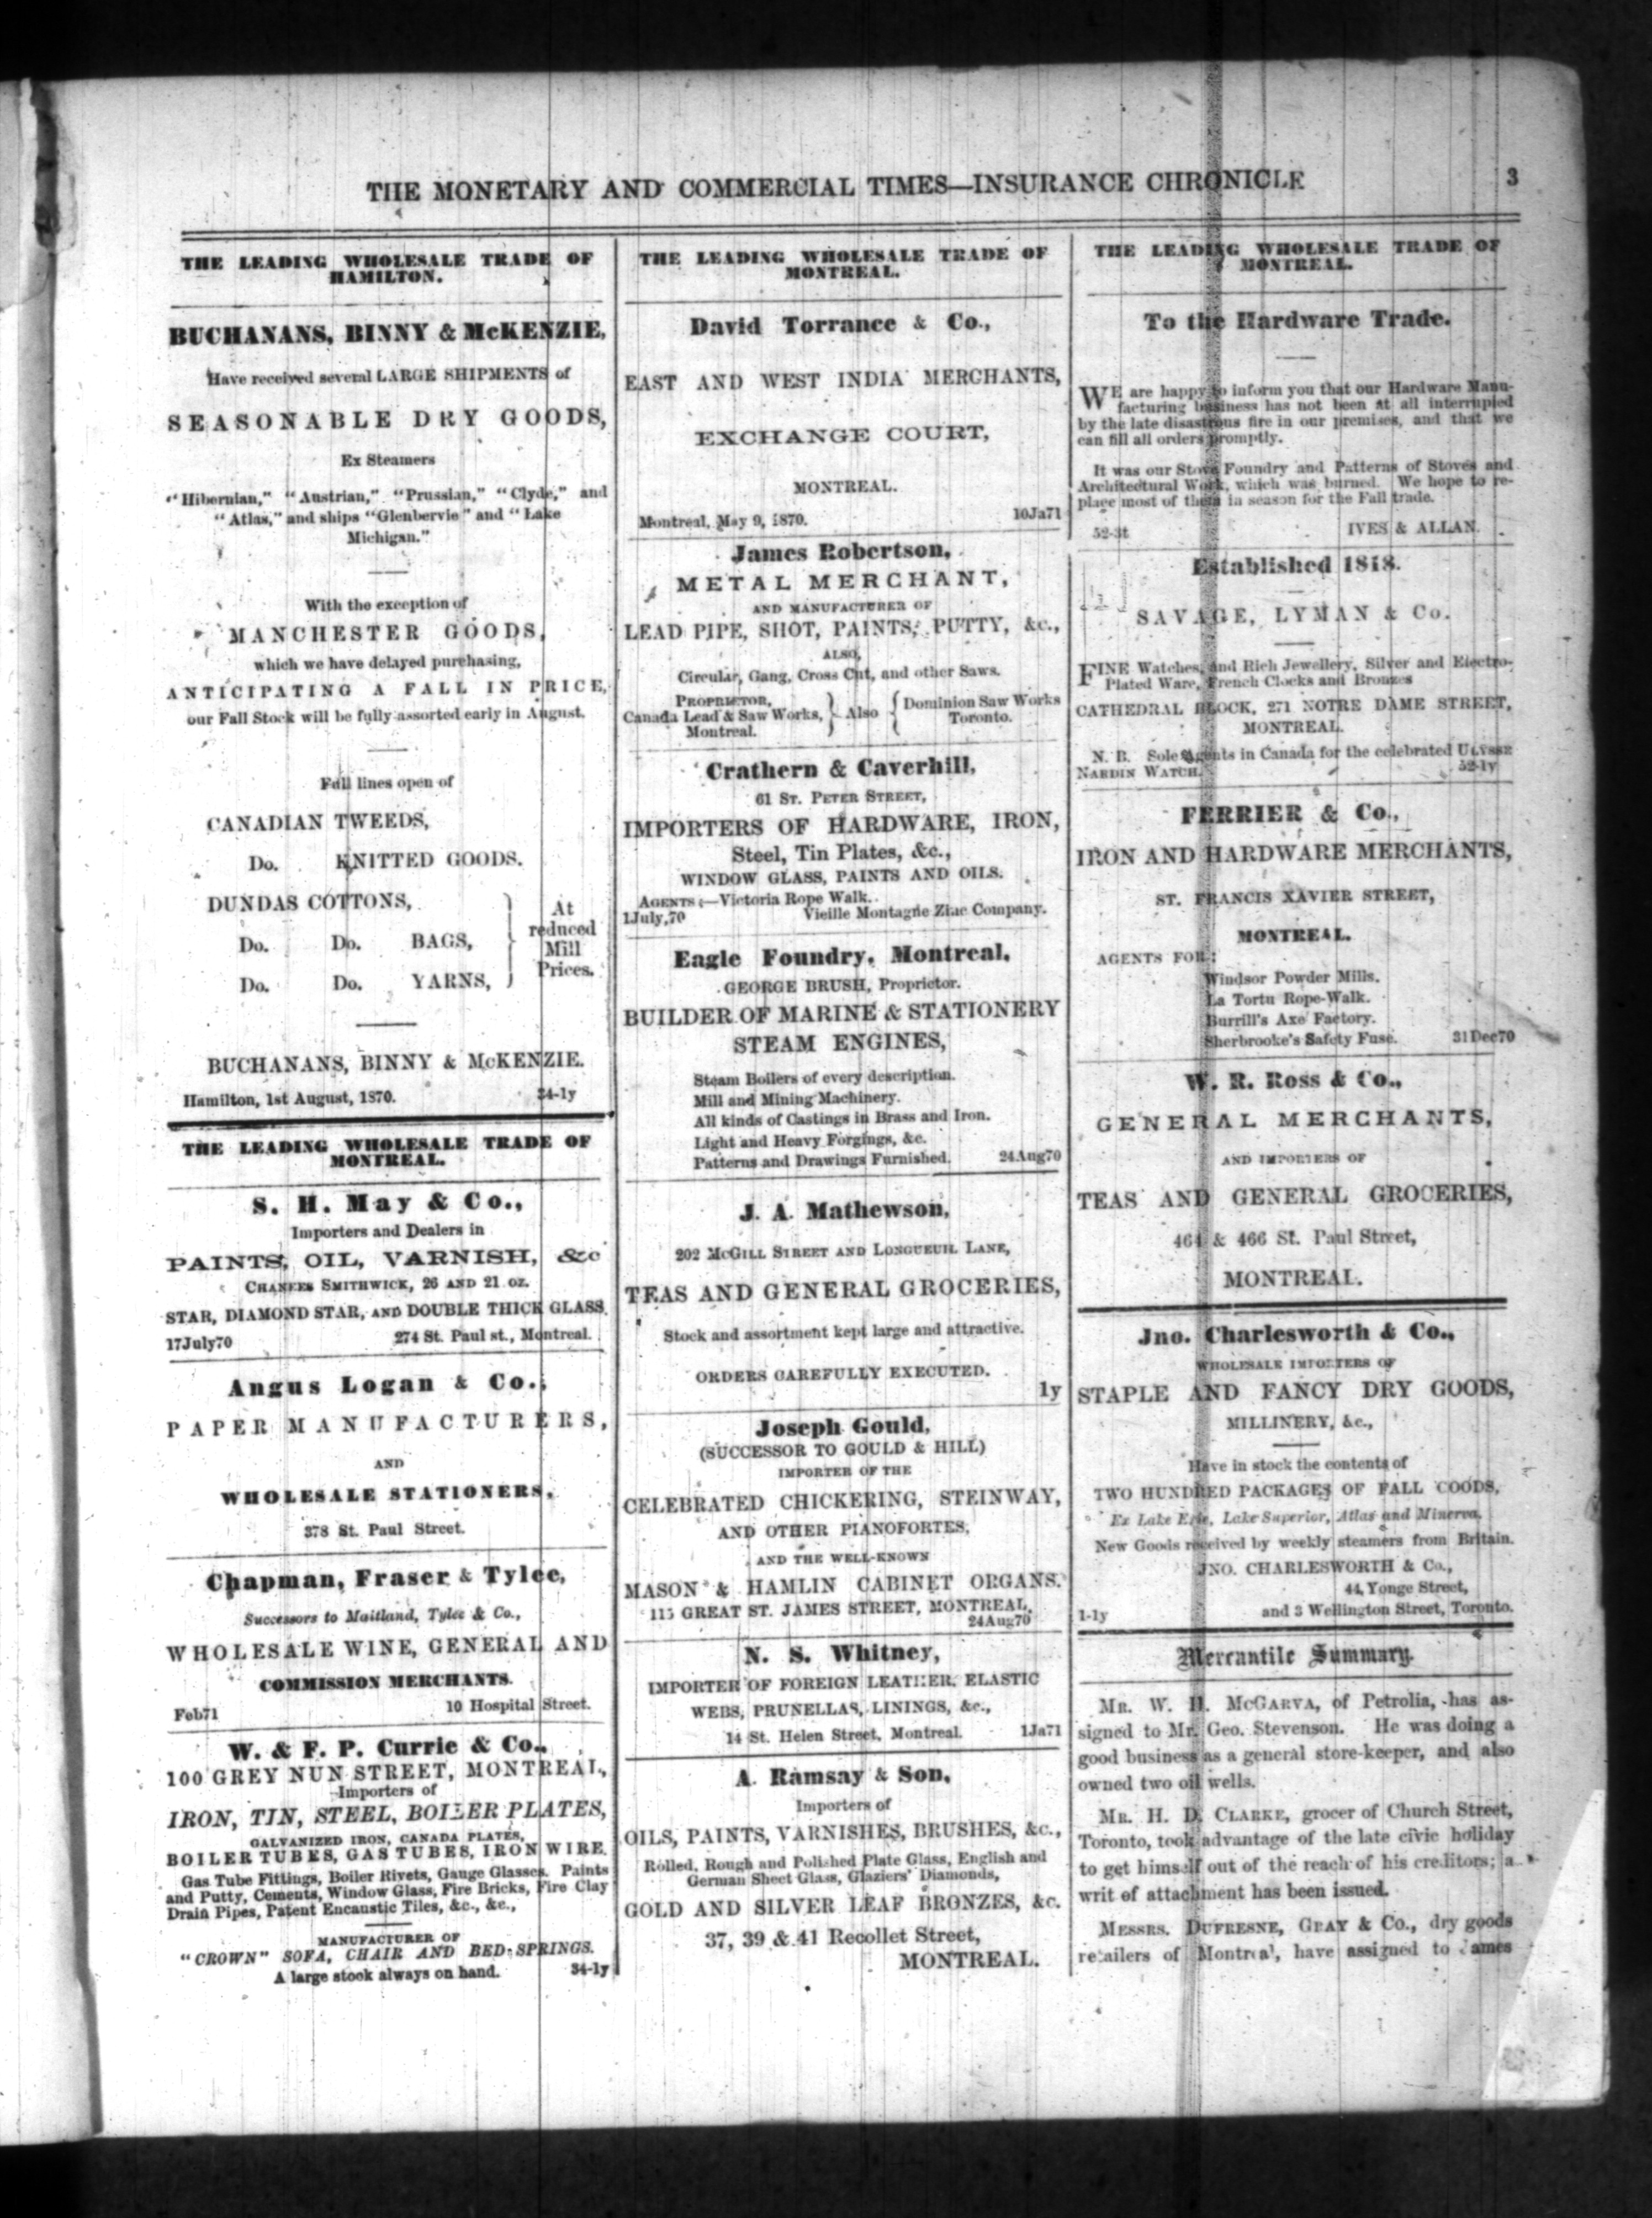 THE MONETARY AND COMMERCIAL TIMES—INSURANCE CHRONICLE 3
THE LEADING WHOLESALE TRADE OF
HAMILTON.
BUCHANANS, BINNY & McKENZIE,
Have received several LARGE SHIPMENTS of
SEASONABLE DRY GOODS,
Ex Steamers
"Hibernian," "Austrian," "Prussian," "Clyde," and
"Atlas," and ships "Glenbervie" and "Lake
Michigan."
With the exception of
MANCHESTER GOODS,
which we have delayed purchasing,
ANTICIPATING A FALL IN PRICE,
our Fall Stock will be fully assorted early in August.
Full lines open of
CANADIAN TWEEDS,
Do. KNITTED GOODS.
DUNDAS COTTONS,
Do. Do. BAGS,
Do. Do. YARNS,
At
reduced
Mill
Prices.
BUCHANANS, BINNY & McKENZIE.
Hamilton, 1st August, 1870. 34-1y
THE LEADING WHOLESALE TRADE OF
MONTREAL.
S. H. May & Co.,
Importers and Dealers in
PAINTS, OIL, VARNISH, &c
CHANCES SMITHWICK, 26 AND 21 OZ.
STAR, DIAMOND STAR, AND DOUBLE THICK GLASS.
17July70 274 St. Paul st., Montreal.
Angus Logan & Co.,
PAPER MANUFACTURERS,
AND
WHOLESALE STATIONERS,
378 St. Paul Street.
Chapman, Fraser & Tylee,
Successors to Maitland, Tylee & Co.,
WHOLESALE WINE, GENERAL AND
COMMISSION MERCHANTS.
Feb71 10 Hospital Street.
W. & F. P. Currie & Co.,
100 GREY NUN STREET, MONTREAL,
Importers of
IRON, TIN, STEEL, BOILER PLATES,
GALVANIZED IRON, CANADA PLATES,
BOILER TUBES, GAS TUBES, IRON WIRE.
Gas Tube Fittings, Boiler Rivets, Gauge Glasses. Paints
and Putty, Cements, Window Glass, Fire Bricks, Fire Clay
Drain Pipes, Patent Encaustic Tiles, &c., &c.,
MANUFACTURER OF
"CROWN" SOFA, CHAIR AND BED-SPRINGS.
A large stook always on hand. 34-1y
THE LEADING WHOLESALE TRADE OF
MONTREAL.
David Torrance & Co.,
EAST AND WEST INDIA MERCHANTS,
EXCHANGE COURT,
MONTREAL.
Montreal, May 9, 1870. 10Ja71
James Robertson,
METAL MERCHANT,
AND MANUFACTURER OF
LEAD PIPE, SHOT, PAINTS, PUTTY, &c.,
ALSO,
Circular, Gang, Cross Cut, and other Saws.
PROPRIETOR,
Canada Lead & Saw Works,
Montreal.
Also
Dominion Saw Works
Toronto.
Crathern & Caverhill,
61 ST. PETER STREET,
IMPORTERS OF HARDWARE, IRON,
Steel, Tin Plates, &c.,
WINDOW GLASS, PAINTS AND OILS.
AGENTS:—Victoria Rope Walk.
1July,70 Vieille Montagne Zinc Company.
Eagle Foundry, Montreal.
GEORGE BRUSH, Proprietor.
BUILDER OF MARINE & STATIONERY
STEAM ENGINES,
Steam Boilers of every description.
Mill and Mining Machinery.
All kinds of Castings in Brass and Iron.
Light and Heavy Forgings, &c.
Patterns and Drawings Furnished. 24Aug70
J. A. Mathewson,
202 MCGILL STREET AND LONGUEUIL LANE,
TEAS AND GENERAL GROCERIES,
Stock and assortment kept large and attractive.
ORDERS CAREFULLY EXECUTED.
1y
Joseph Gould,
(SUCCESSOR TO GOULD & HILL)
IMPORTER OF THE
CELEBRATED CHICKERING, STEINWAY,
AND OTHER PIANOFORTES,
AND THE WELL-KNOWN
MASON & HAMLIN CABINET ORGANS.
115 GREAT ST. JAMES STREET, MONTREAL,
24Aug70
N. S. Whitney,
IMPORTER OF FOREIGN LEATHER, ELASTIC
WEBS, PRUNELLAS, LININGS, &c.,
14 St. Helen Street, Montreal. 1Ja71
A. Ramsay & Son,
Importers of
OILS, PAINTS, VARNISHES, BRUSHES, &c.,
Rolled, Rough and Polished Plate Glass, English and
German Sheet Glass, Glaziers' Diamonds,
GOLD AND SILVER LEAF BRONZES, &c.
37, 39 & 41 Recollet Street,
MONTREAL.
THE LEADING WHOLESALE TRADE OF
MONTREAL.
To the Hardware Trade.
WE are happy to inform you that our Hardware Manu-
facturing business has not been at all interrupted
by the late disastrous fire in our premises, and that we
can fill all orders promptly.
It was our Stove Foundry and Patterns of Stoves and
Architectural Work, which was burned. We hope to re-
place most of them in season for the Fall trade.
52-3t IVES & ALLAN.
Established 1818.
SAVAGE, LYMAN & Co.
FINE Watches, and Rich Jewellery, Silver and Electro-
Plated Ware, French Clocks and Bronzes
CATHEDRAL BLOCK, 271 NOTRE DAME STREET,
MONTREAL.
N. B. Sole Agents in Canada for the celebrated ULYSSE
NARDIN WATCH. 52-1y
FERRIER & Co.,
IRON AND HARDWARE MERCHANTS,
ST. FRANCIS XAVIER STREET,
MONTREAL.
AGENTS FOR:
Windsor Powder Mills.
La Tortu Rope-Walk.
Burrill's Axe Factory.
Sherbrooke's Safety Fuse. 31Dec70
W. R. Ross & Co.,
GENERAL MERCHANTS,
AND IMPORTERS OF
TEAS AND GENERAL GROCERIES,
464 & 466 St. Paul Street,
MONTREAL.
Jno. Charlesworth & Co.,
WHOLESALE IMPORTERS OF
STAPLE AND FANCY DRY GOODS,
MILLINERY, &c.,
Have in stock the contents of
TWO HUNDRED PACKAGES OF FALL COODS,
Ex Lake Erie, Lake Superior, Atlas and Minerva,
New Goods received by weekly steamers from Britain.
JNO. CHARLESWORTH & Co.,
44, Yonge Street,
1-1y and 3 Wellington Street, Toronto.
Mercantile Summary.
MR. W. H. MCGARVA, of Petrolia, has as-
signed to Mr. Geo. Stevenson. He was doing a
good business as a general store-keeper, and also
owned two oil wells.
MR. H. D. CLARKE, grocer of Church Street,
Toronto, took advantage of the late civic holiday
to get himself out of the reach of his creditors; a
writ of attachment has been issued.
MESSRS. DUFRESNE, GRAY & Co., dry goods
retailers of Montreal, have assigned to James